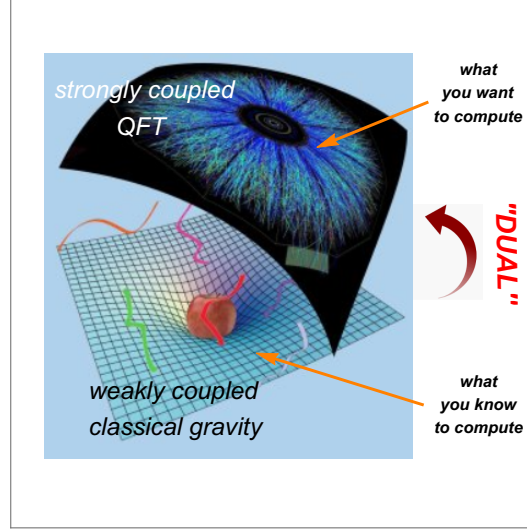 strongly coupled
QFT
what
you want
to compute
"DUAL"
weakly coupled
classical gravity
what
you know
to compute